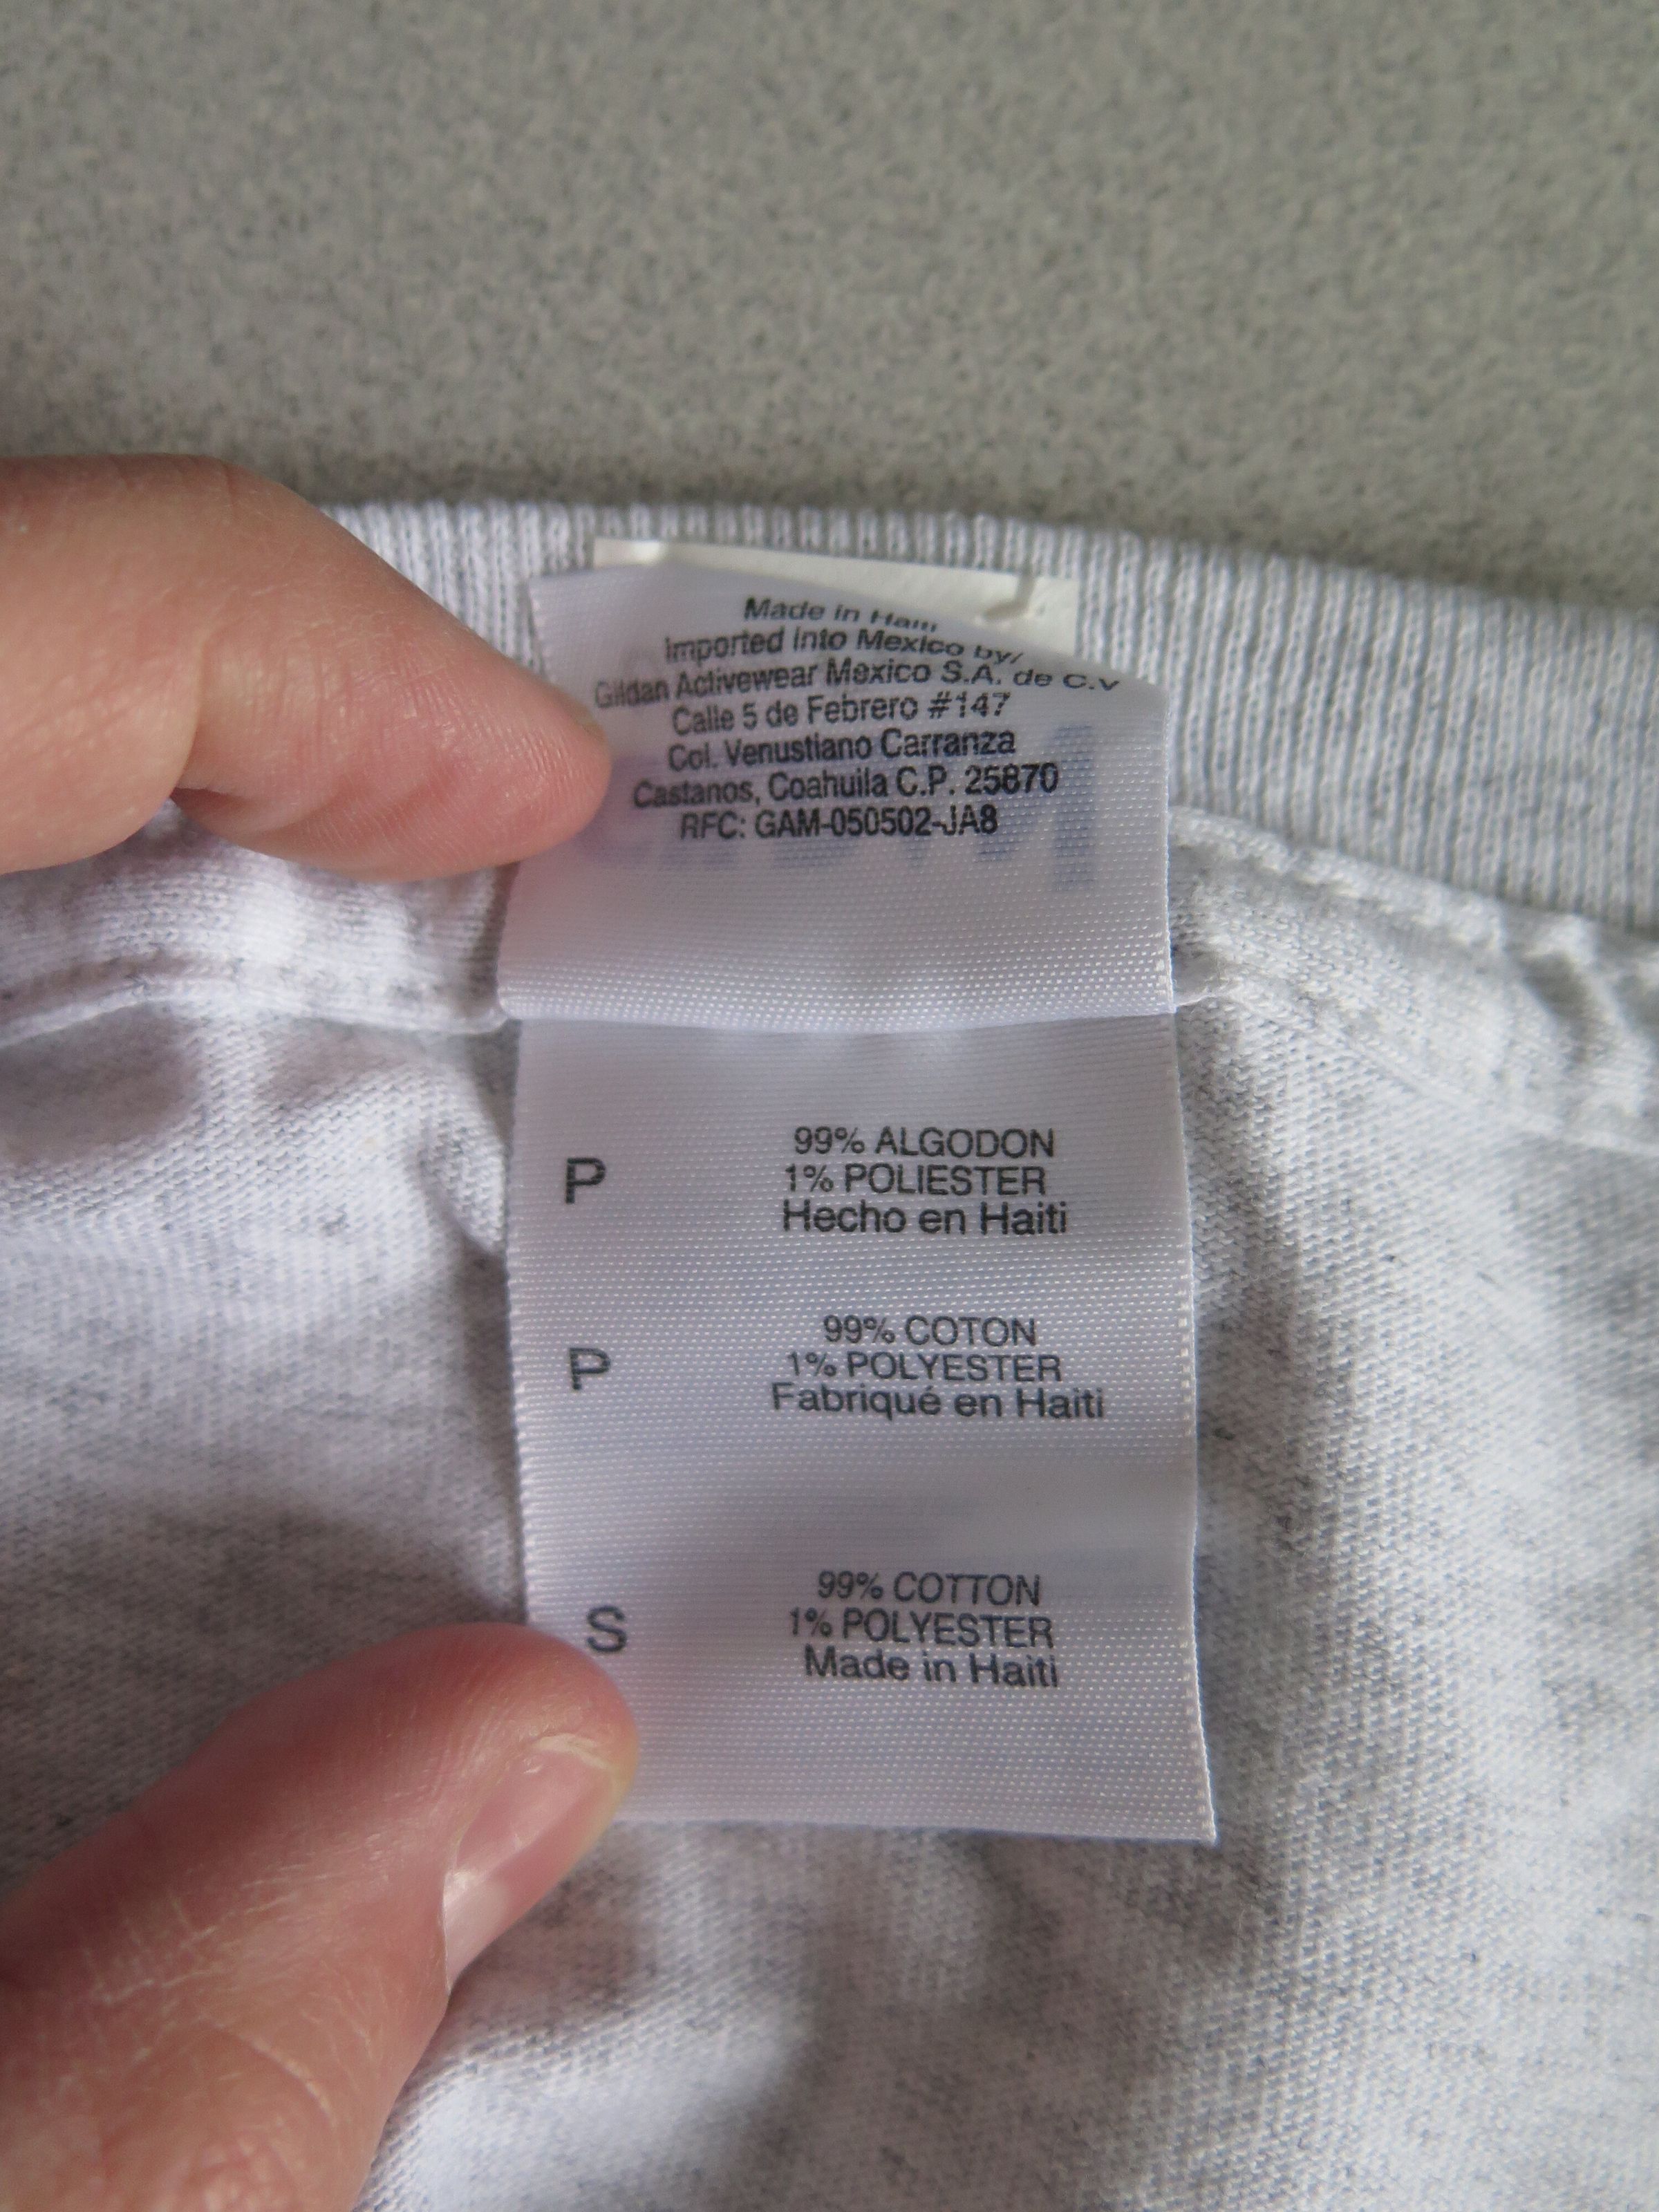 Made in Haiti
Imported into Mexico by/
Gildan Activewear Mexico S.A. de C.V
Calle 5 de Febrero #147
Col. Venustiano Carranza
Castanos, Coahuila C.P. 25870
RFC: GAM-050502-JA8
P
99% ALGODON
1% POLIESTER
Hecho en Haiti
P
99% COTON
1% POLYESTER
Fabriqué en Haiti
S
99% COTTON
1% POLYESTER
Made in Haiti